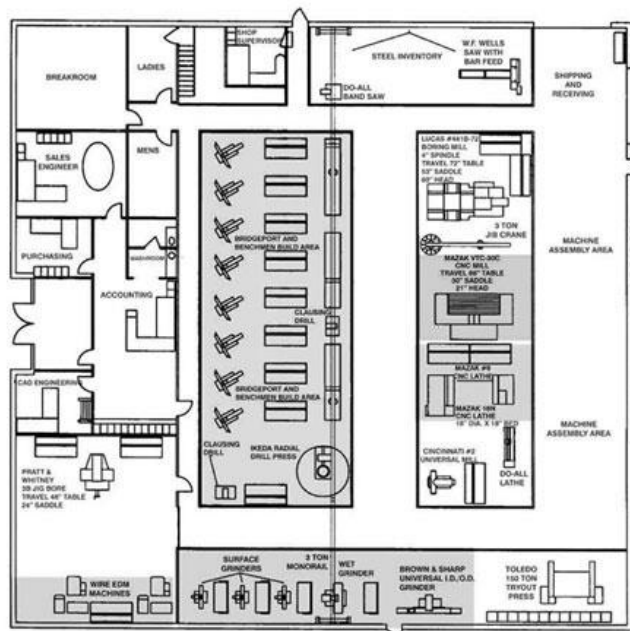 BREAKROOM
LADIES
SHOP
SUPERVISOR
STEEL INVENTORY
W.F. WELLS
SAW WITH
BAR FEED
DO-ALL
BAND SAW
SHIPPING
AND
RECEIVING
SALES
ENGINEER
MENS
LUCAS #441B-72
BORING MILL
4" SPINDLE
TRAVEL 72" TABLE
53" SADDLE
60" HEAD
3 TON
JIB CRANE
PURCHASING
WASHROOM
BRIDGEPORT AND
BENCHMEN BUILD AREA
MACHINE
ASSEMBLY AREA
MAZAK VTC-30C
CNC MILL
TRAVEL 66" TABLE
30" SADDLE
21" HEAD
ACCOUNTING
CLAUSING
DRILL
MAZAK #8
CNC LATHE
CAD ENGINEERING
BRIDGEPORT AND
BENCHMEN BUILD AREA
MAZAK 18N
CNC LATHE
18" DIA. X 18" BED
MACHINE
ASSEMBLY AREA
CLAUSING
DRILL
IKEDA RADIAL
DRILL PRESS
CINCINNATI #2
UNIVERSAL MILL
DO-ALL
LATHE
PRATT &
WHITNEY
3B JIG BORE
TRAVEL 46" TABLE
24" SADDLE
WIRE EDM
MACHINES
SURFACE
GRINDERS
3 TON
MONORAIL
WET
GRINDER
BROWN & SHARP
UNIVERSAL I.D./O.D.
GRINDER
TOLEDO
150 TON
TRYOUT
PRESS